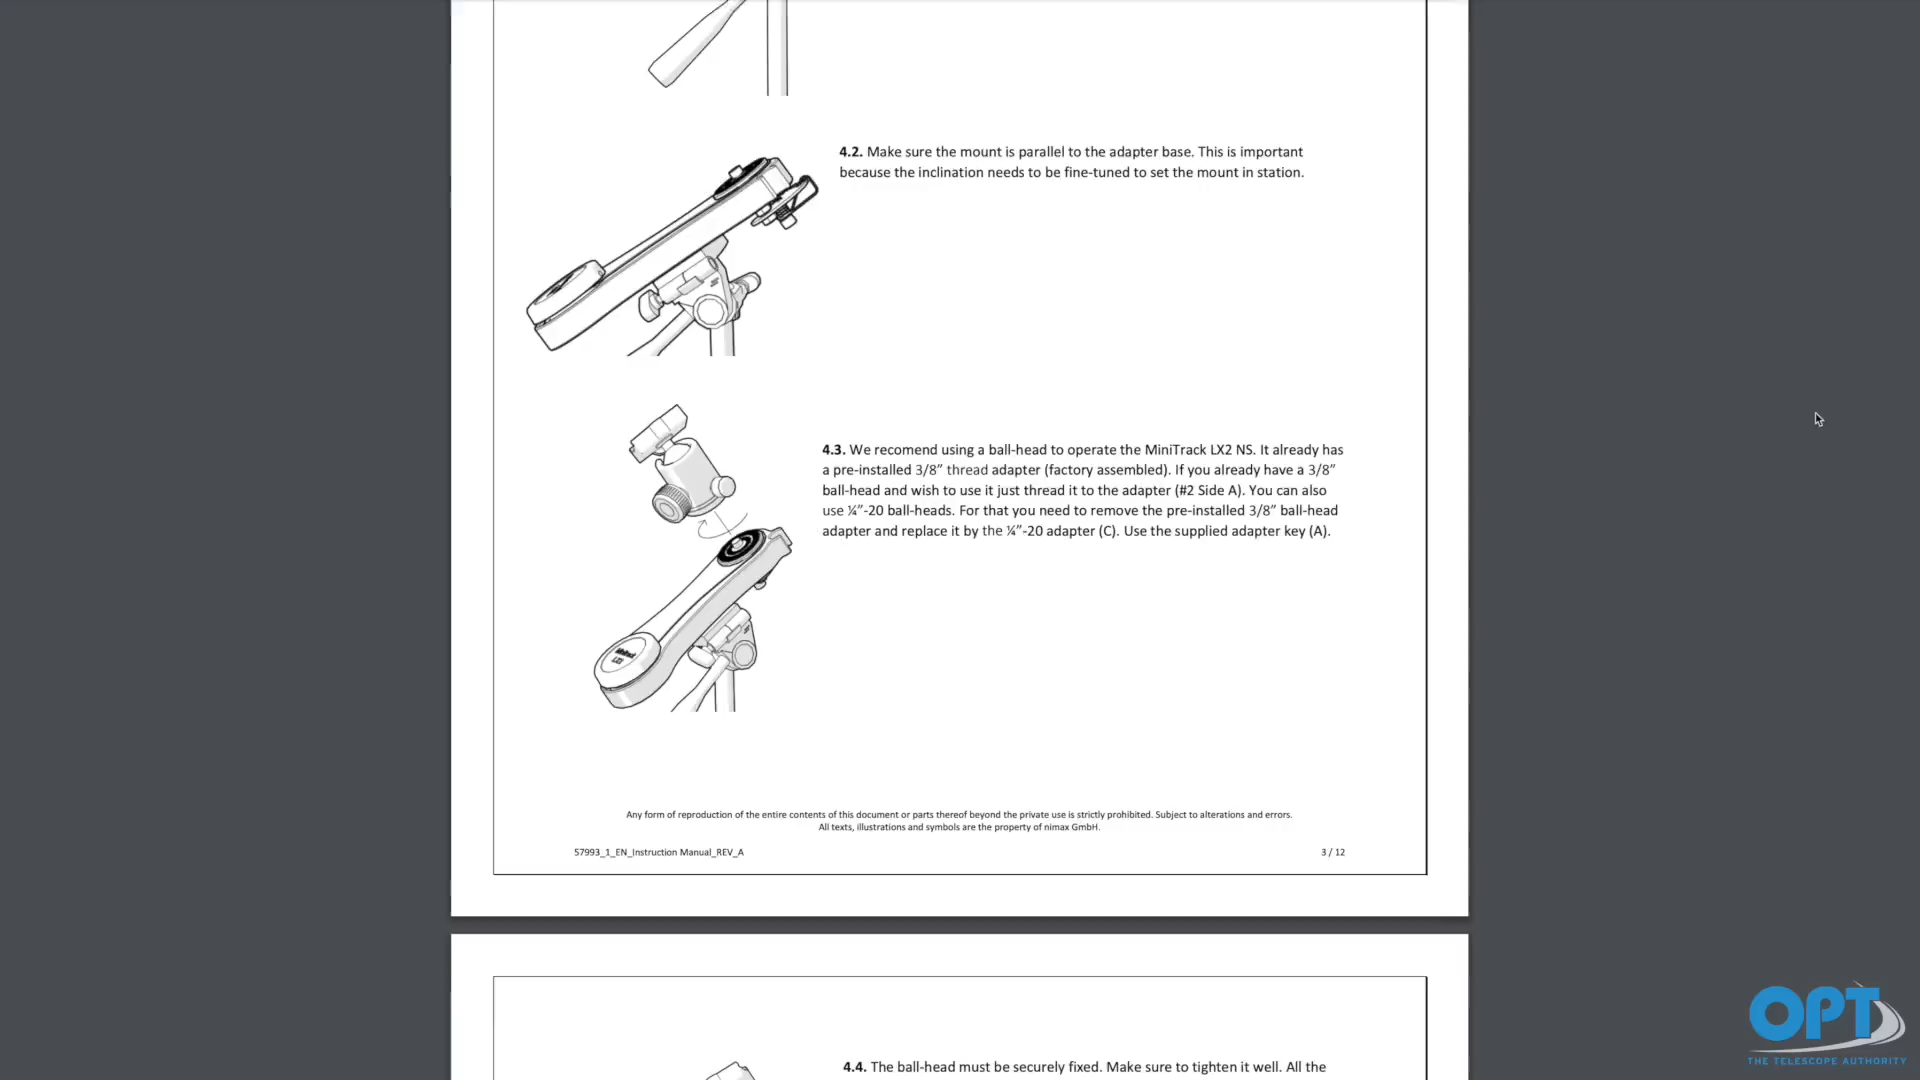 4.2. Make sure the mount is parallel to the adapter base. This is important
because the inclination needs to be fine-tuned to set the mount in station.
4.3. We recomend using a ball-head to operate the MiniTrack LX2 NS. It already has
a pre-installed 3/8” thread adapter (factory assembled). If you already have a 3/8”
ball-head and wish to use it just thread it to the adapter (#2 Side A). You can also
use ¼”-20 ball-heads. For that you need to remove the pre-installed 3/8” ball-head
adapter and replace it by the ¼”-20 adapter (C). Use the supplied adapter key (A).
MiniTrack
LX2
Any form of reproduction of the entire contents of this document or parts thereof beyond the private use is strictly prohibited. Subject to alterations and errors.
All texts, illustrations and symbols are the property of nimax GmbH.
57993_1_EN_Instruction Manual_REV_A
3 / 12
4.4. The ball-head must be securely fixed. Make sure to tighten it well. All the
OPT
THE TELESCOPE AUTHORITY